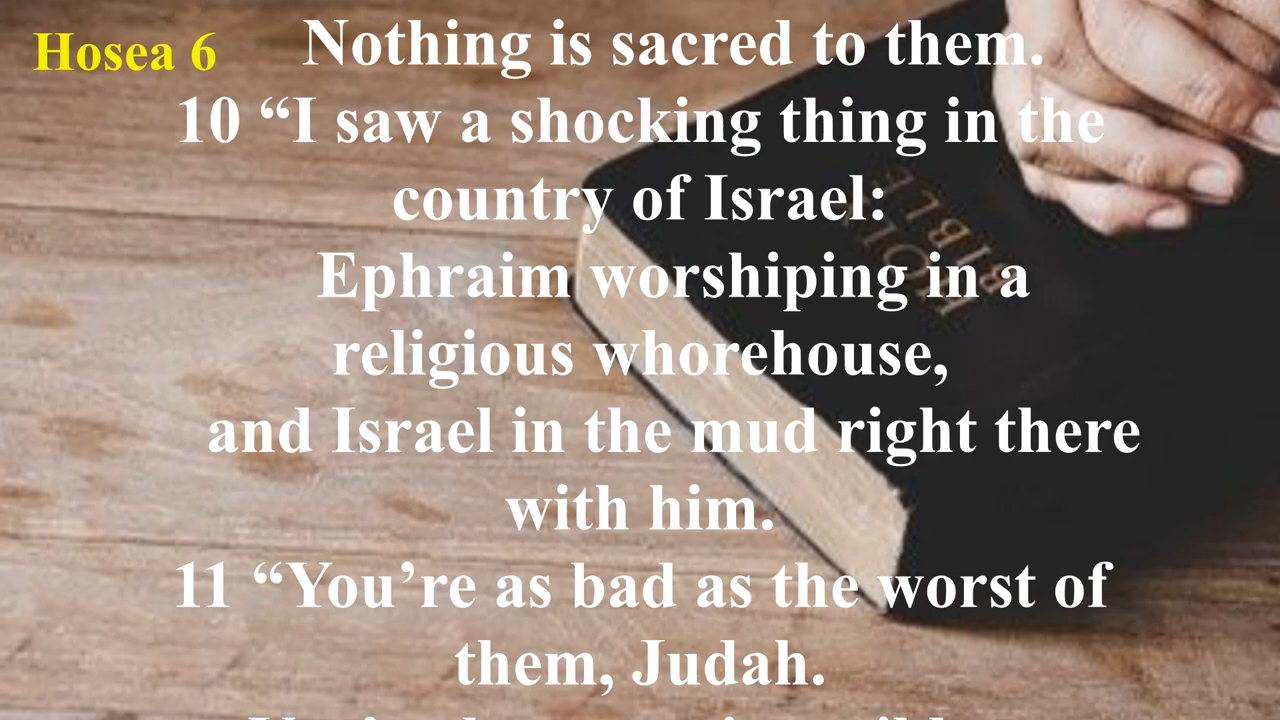 Hosea 6
Nothing is sacred to them.
10 “I saw a shocking thing in the
country of Israel:
Ephraim worshiping in a
religious whorehouse,
and Israel in the mud right there
with him.
11 “You’re as bad as the worst of
them, Judah.
HOLY
BIBLE